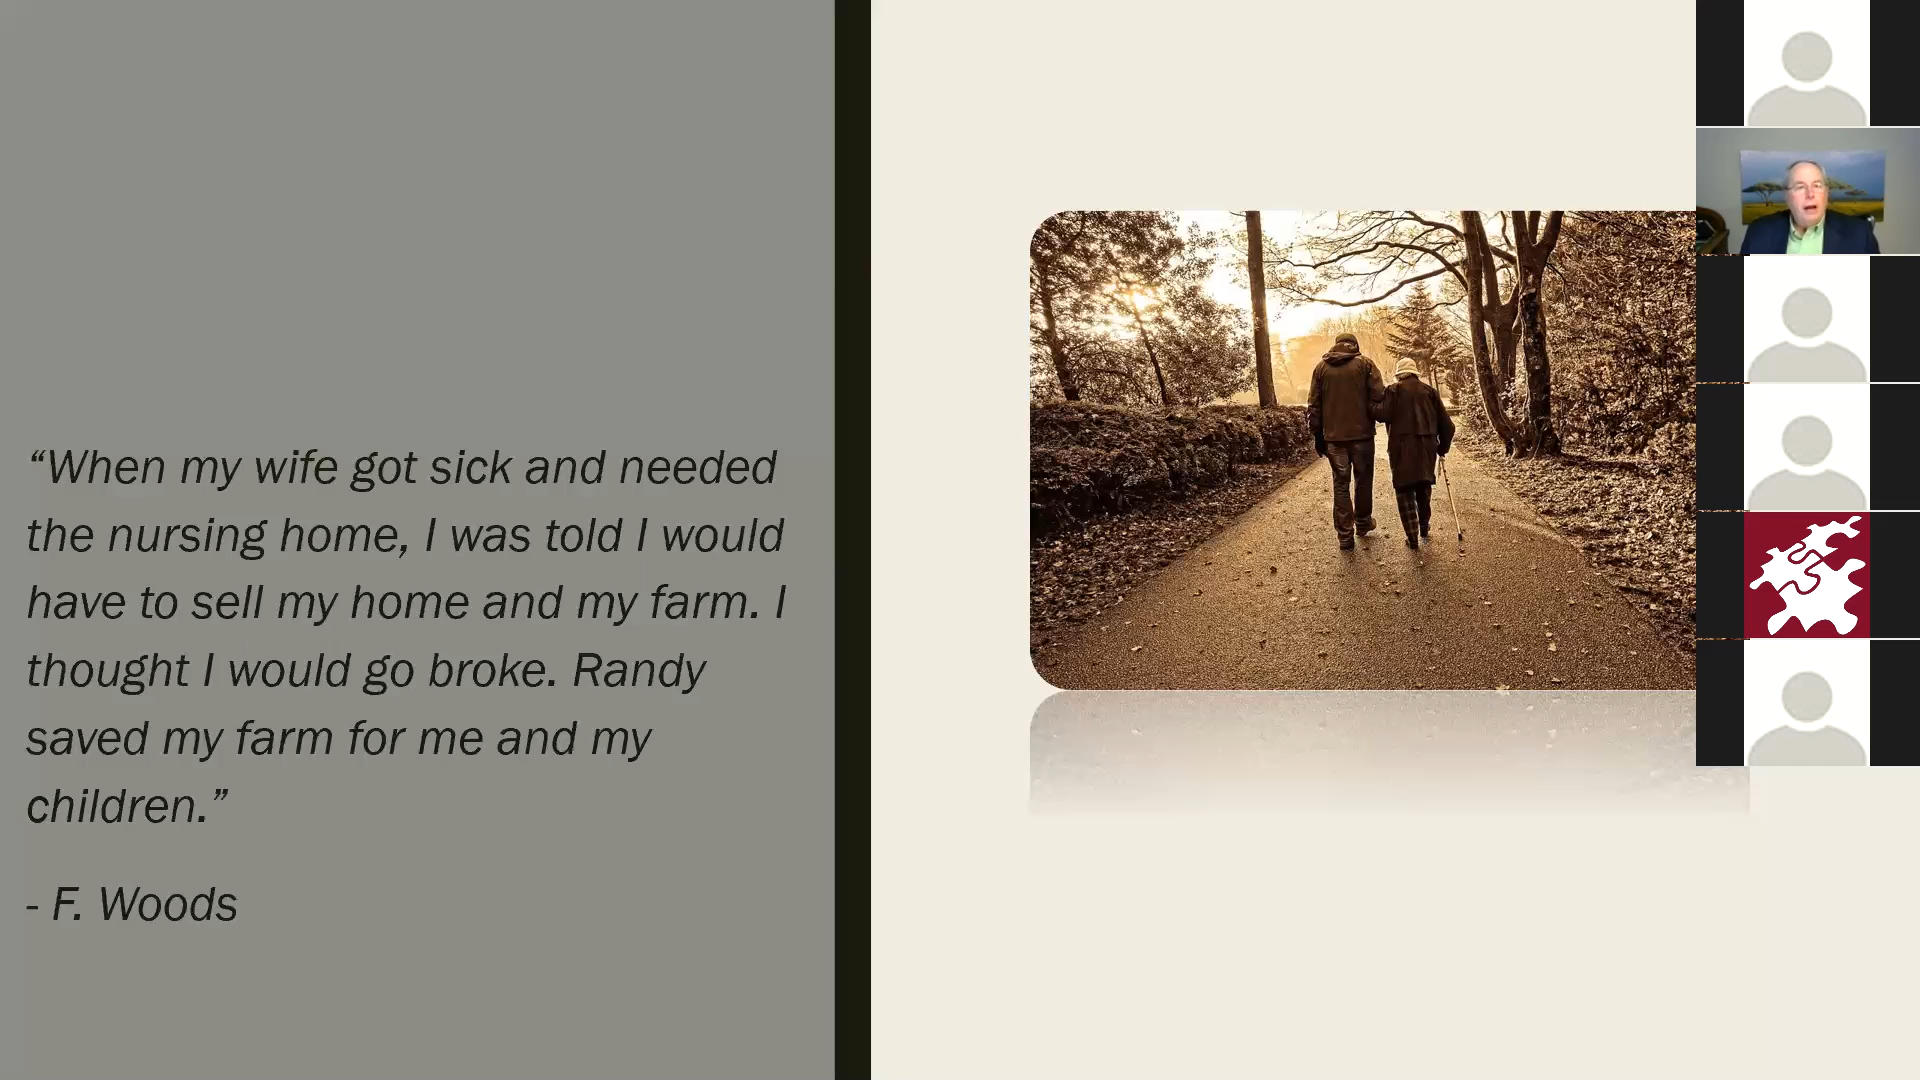 “When my wife got sick and needed
the nursing home, I was told I would
have to sell my home and my farm. I
thought I would go broke. Randy
saved my farm for me and my
children.”
- F. Woods